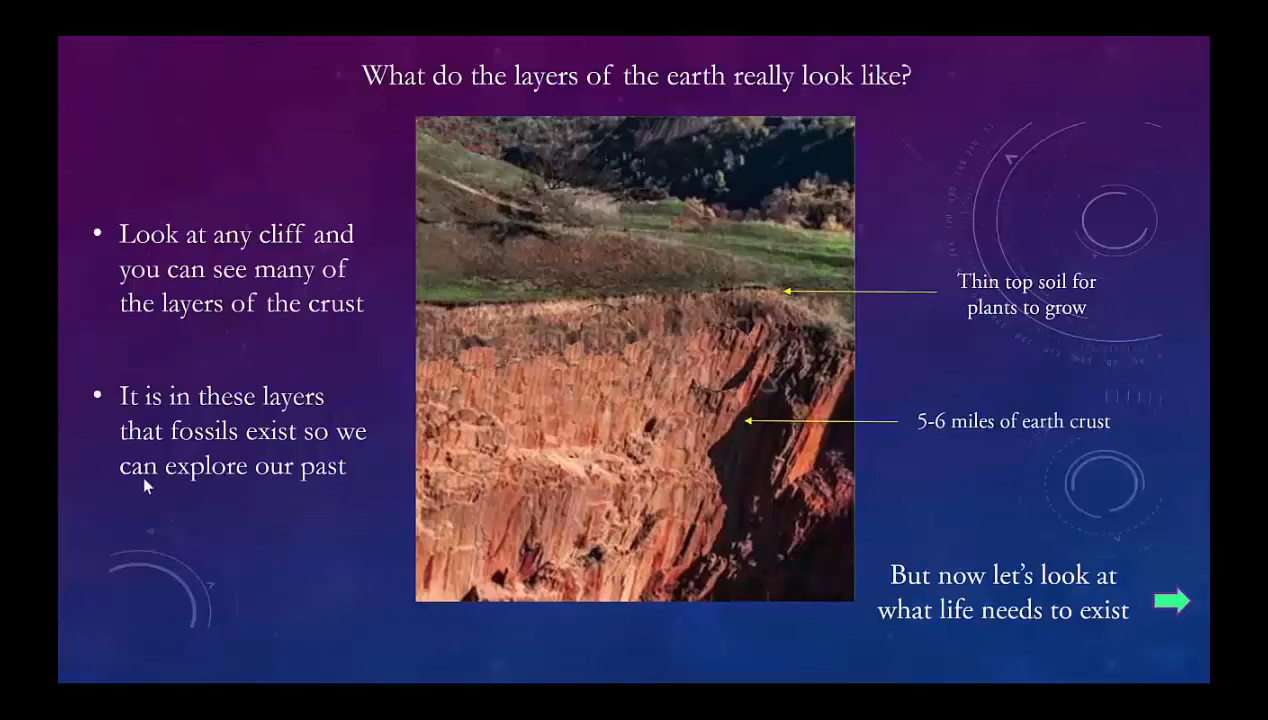 What do the layers of the earth really look like?
• Look at any cliff and
you can see many of
the layers of the crust
• It is in these layers
that fossils exist so we
can explore our past
Thin top soil for
plants to grow
5-6 miles of earth crust
But now let's look at
what life needs to exist